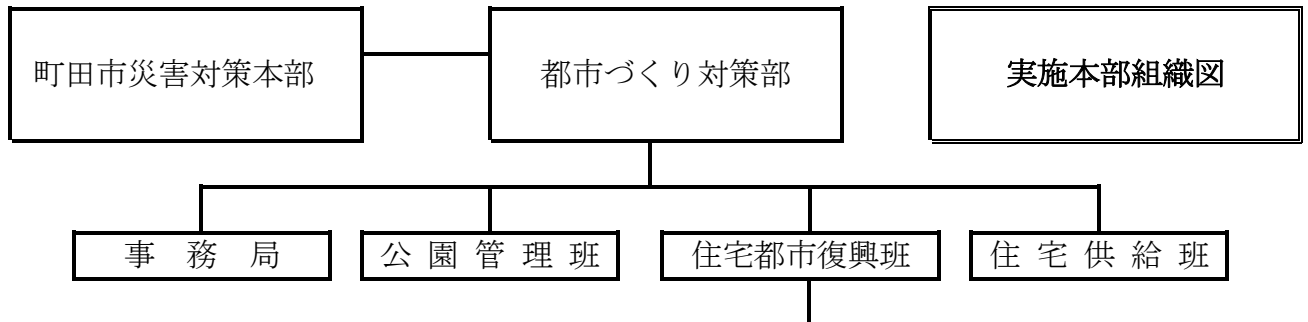 町田市災害対策本部
都市づくり対策部
実施本部組織図
事務局
公園管理班
住宅都市復興班
住宅供給班